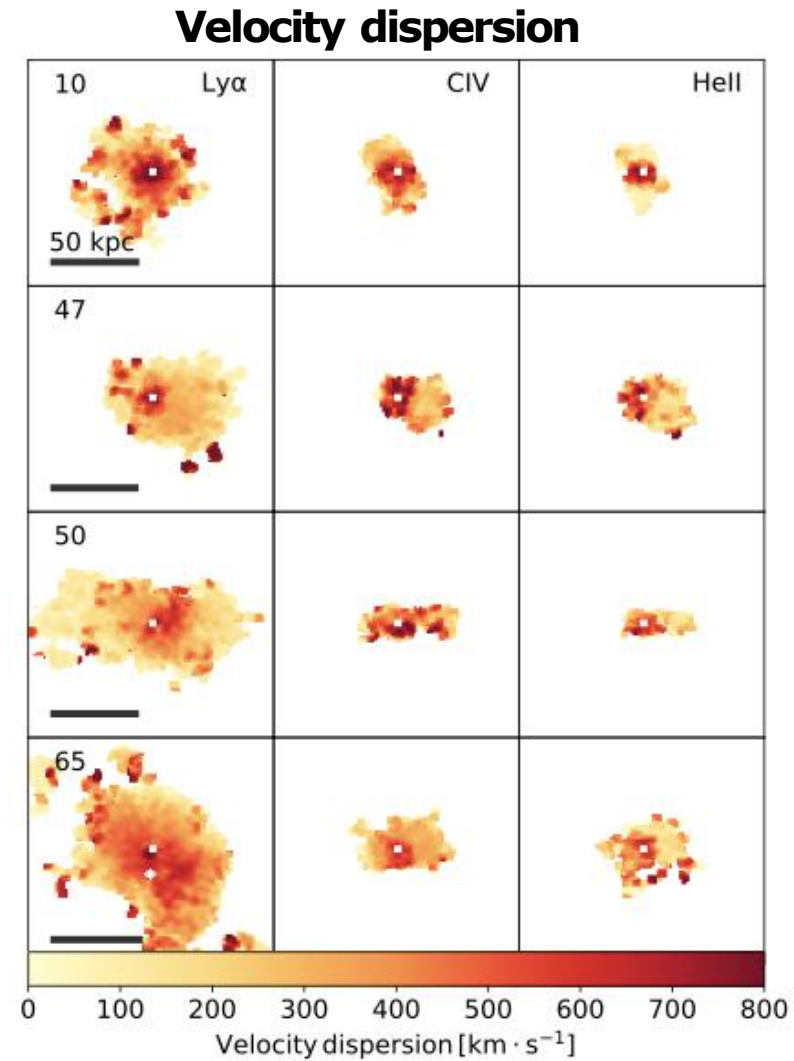 Velocity dispersion
10 Lyα CIV HeII
50 kpc
47
50
65
0 100 200 300 400 500 600 700 800
Velocity dispersion [km · s⁻¹]